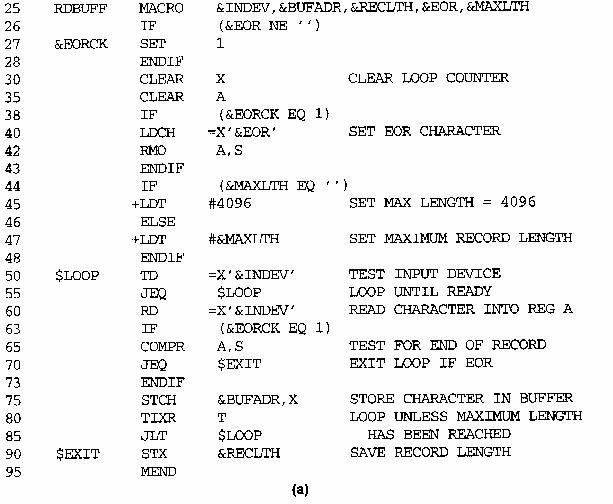 25 RDBUFF MACRO &INDEV,&BUFADR,&RECLTH,&EOR,&MAXLTH
26 IF (&EOR NE '')
27 &EORCK SET 1
28 ENDIF
30 CLEAR X CLEAR LOOP COUNTER
35 CLEAR A
38 IF (&EORCK EQ 1)
40 LDCH =X'&EOR' SET EOR CHARACTER
42 RMO A,S
43 ENDIF
44 IF (&MAXLTH EQ '')
45 +LDT #4096 SET MAX LENGTH = 4096
46 ELSE
47 +LDT #&MAXLTH SET MAXIMUM RECORD LENGTH
48 ENDIF
50 $LOOP TD =X'&INDEV' TEST INPUT DEVICE
55 JEQ $LOOP LOOP UNTIL READY
60 RD =X'&INDEV' READ CHARACTER INTO REG A
63 IF (&EORCK EQ 1)
65 COMPR A,S TEST FOR END OF RECORD
70 JEQ $EXIT EXIT LOOP IF EOR
73 ENDIF
75 STCH &BUFADR,X STORE CHARACTER IN BUFFER
80 TIXR T LOOP UNLESS MAXIMUM LENGTH
85 JLT $LOOP HAS BEEN REACHED
90 $EXIT STX &RECLTH SAVE RECORD LENGTH
95 MEND
(a)